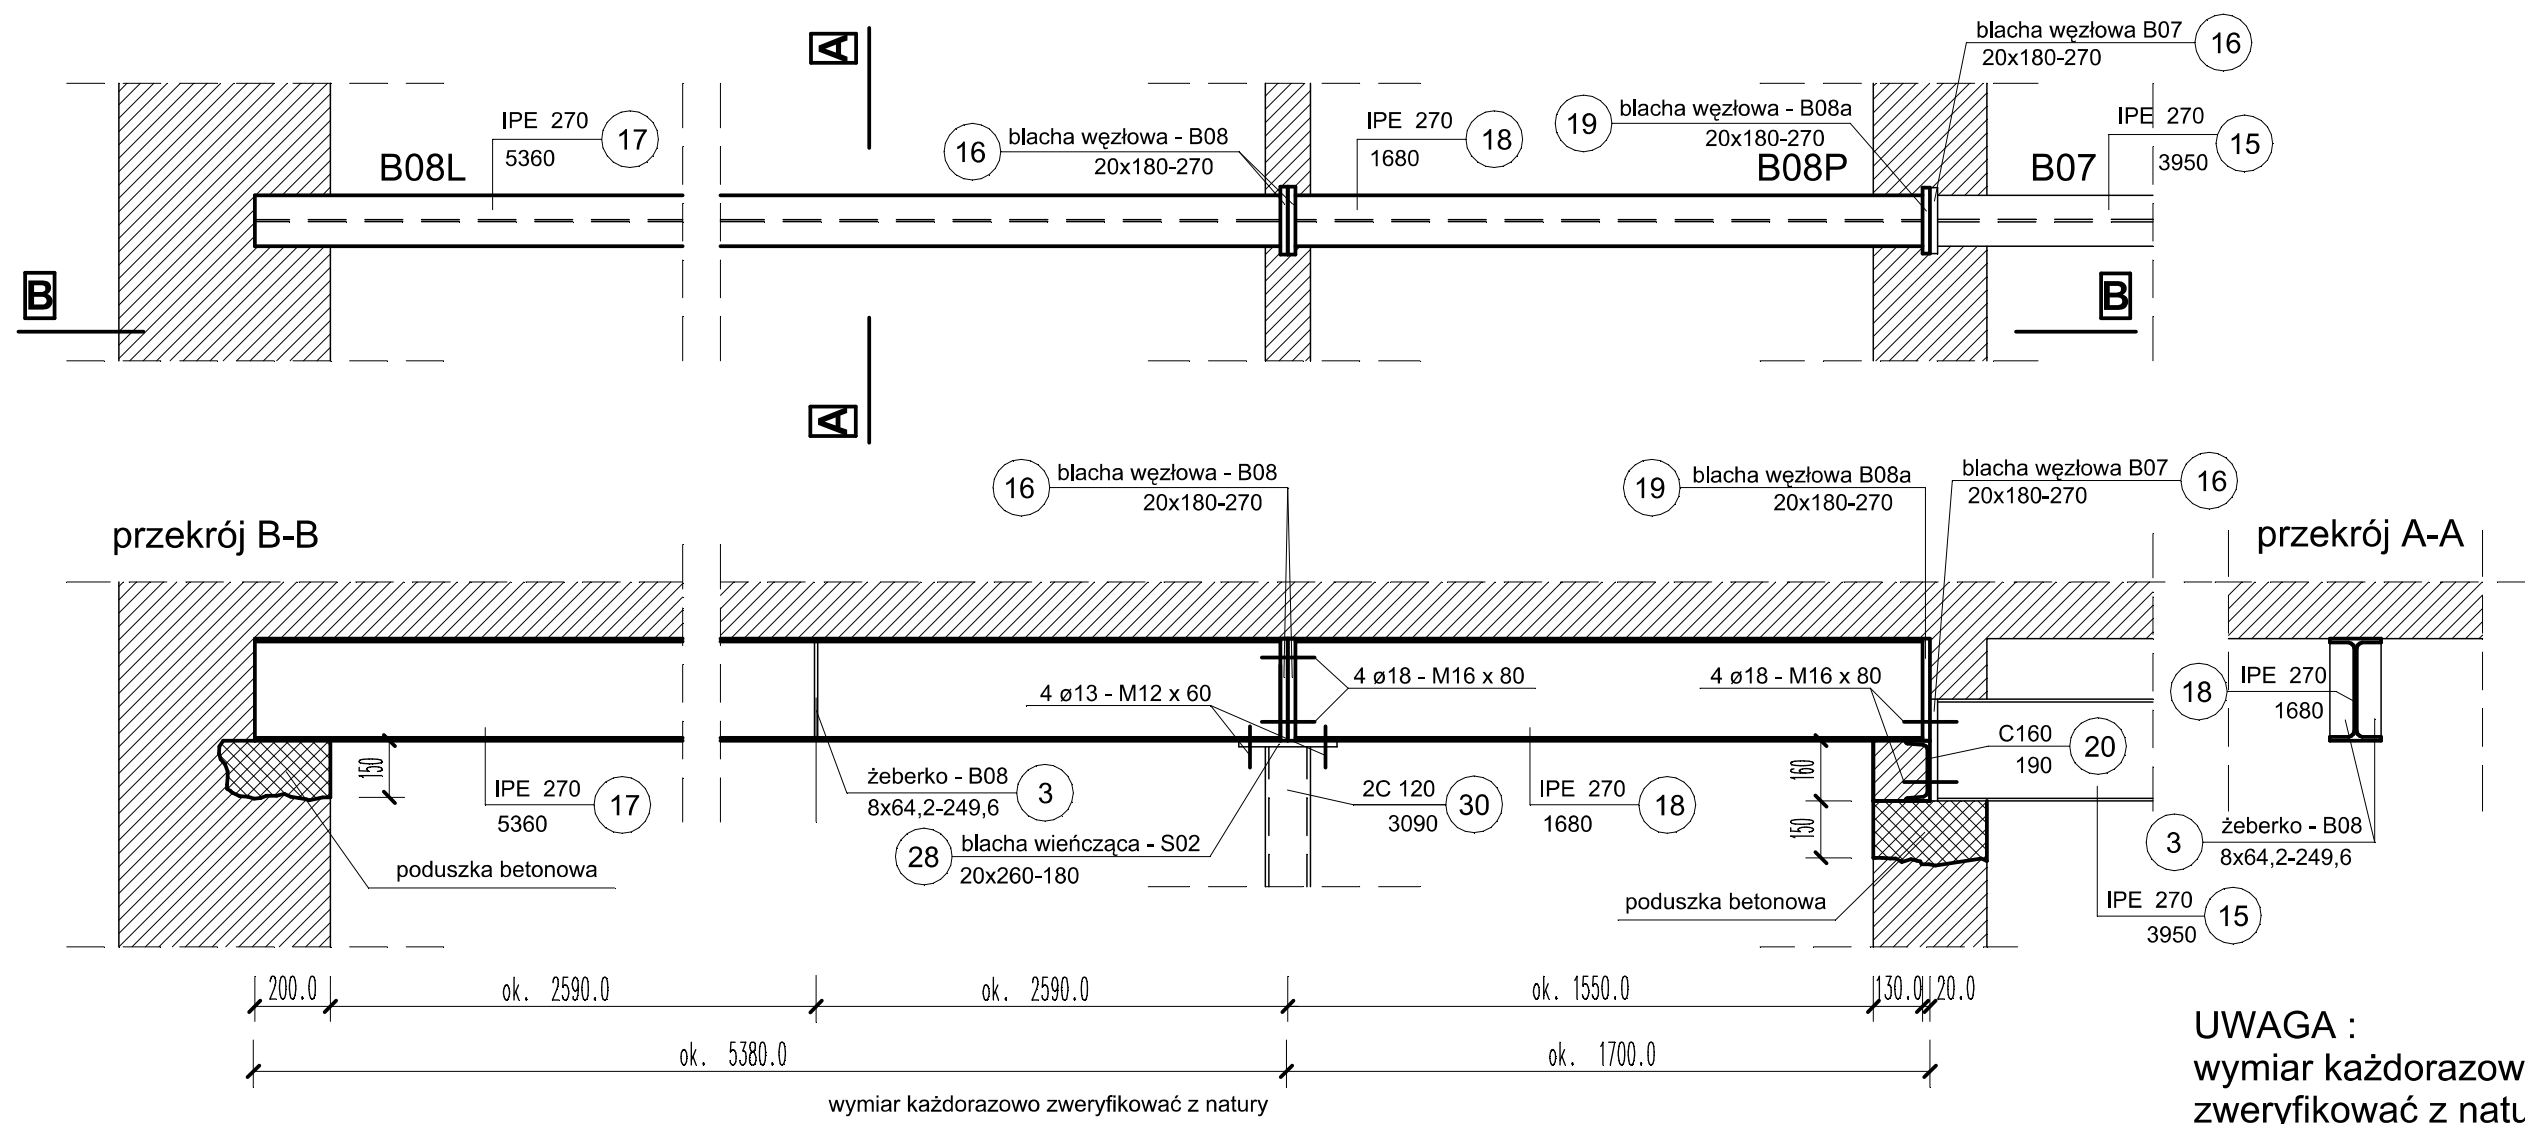 A
blacha węzłowa B07
16
20x180-270
IPE 270
17
5360
B08L
16
blacha węzłowa - B08
20x180-270
IPE 270
18
1680
19
blacha węzłowa - B08a
20x180-270
B08P
IPE 270
15
3950
B07
B
B
A
przekrój B-B
16
blacha węzłowa - B08
20x180-270
19
blacha węzłowa B08a
20x180-270
blacha węzłowa B07
16
20x180-270
przekrój A-A
4 ø13 - M12 x 60
4 ø18 - M16 x 80
4 ø18 - M16 x 80
18
IPE 270
1680
150
IPE 270
17
5360
żeberko - B08
3
8x64,2-249,6
2C 120
30
3090
IPE 270
18
1680
160
150
C160
20
190
28
blacha wieńcząca - S02
20x260-180
3
żeberko - B08
8x64,2-249,6
poduszka betonowa
poduszka betonowa
IPE 270
15
3950
200.0
ok. 2590.0
ok. 2590.0
ok. 1550.0
130.0
20.0
ok. 5380.0
ok. 1700.0
wymiar każdorazowo zweryfikować z natury
UWAGA :
wymiar każdorazow
zweryfikować z natu